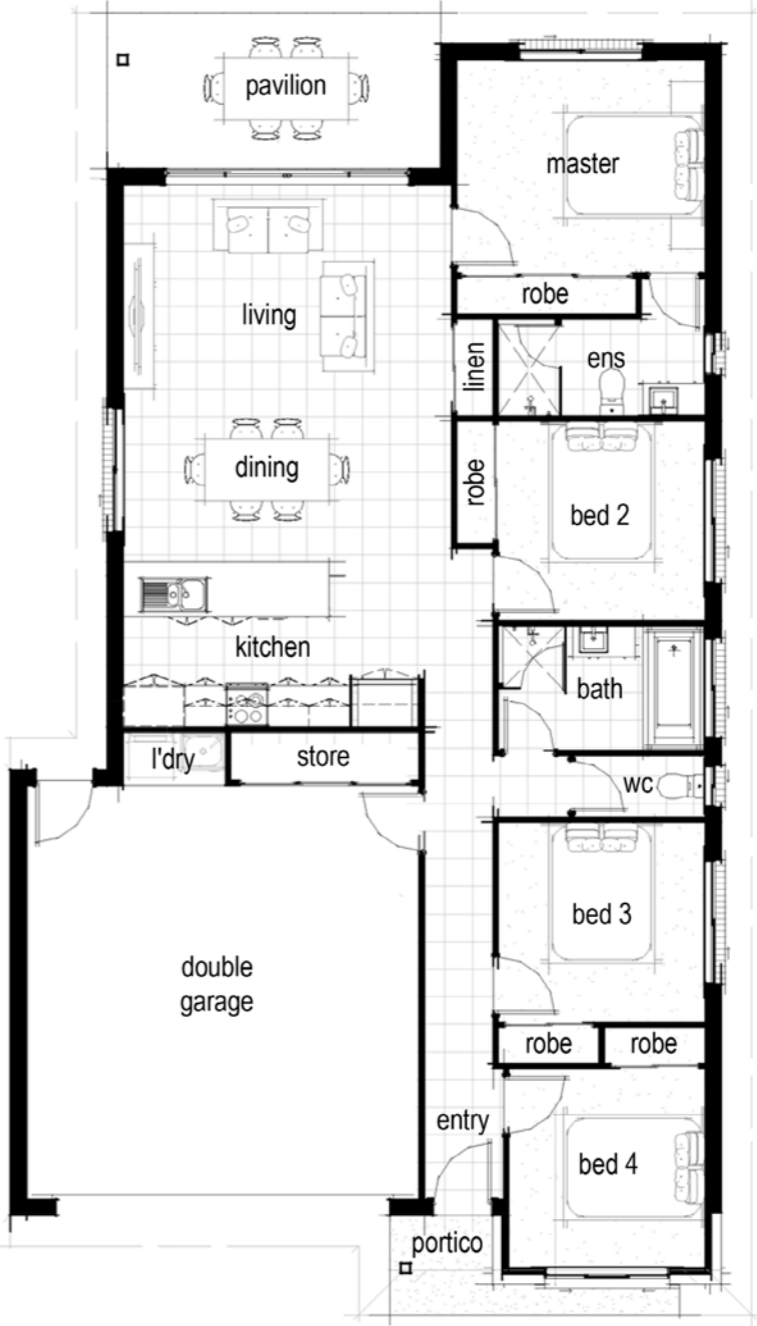 pavilion
master
robe
living
linen
ens
dining
robe
bed 2
kitchen
bath
l'dry
store
wc
bed 3
double
garage
robe
robe
entry
bed 4
portico